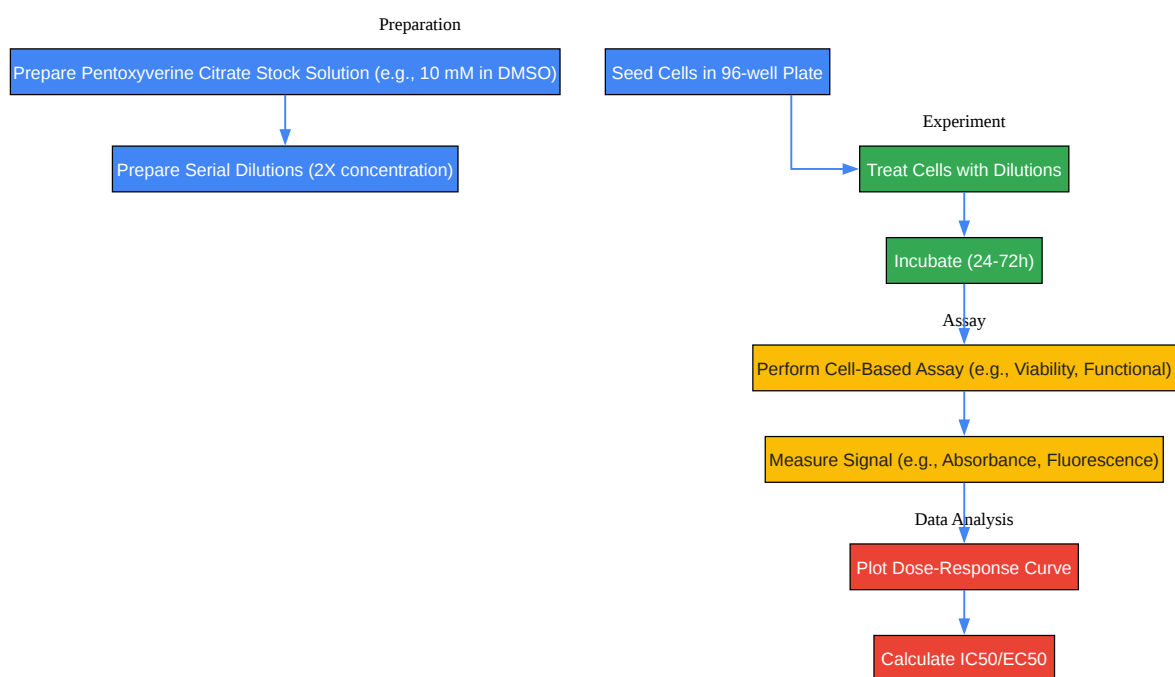 Preparation
Prepare Pentoxyverine Citrate Stock Solution (e.g., 10 mM in DMSO)
Seed Cells in 96-well Plate
Experiment
Prepare Serial Dilutions (2X concentration)
Treat Cells with Dilutions
Incubate (24-72h)
Assay
Perform Cell-Based Assay (e.g., Viability, Functional)
Measure Signal (e.g., Absorbance, Fluorescence)
Data Analysis
Plot Dose-Response Curve
Calculate IC50/EC50